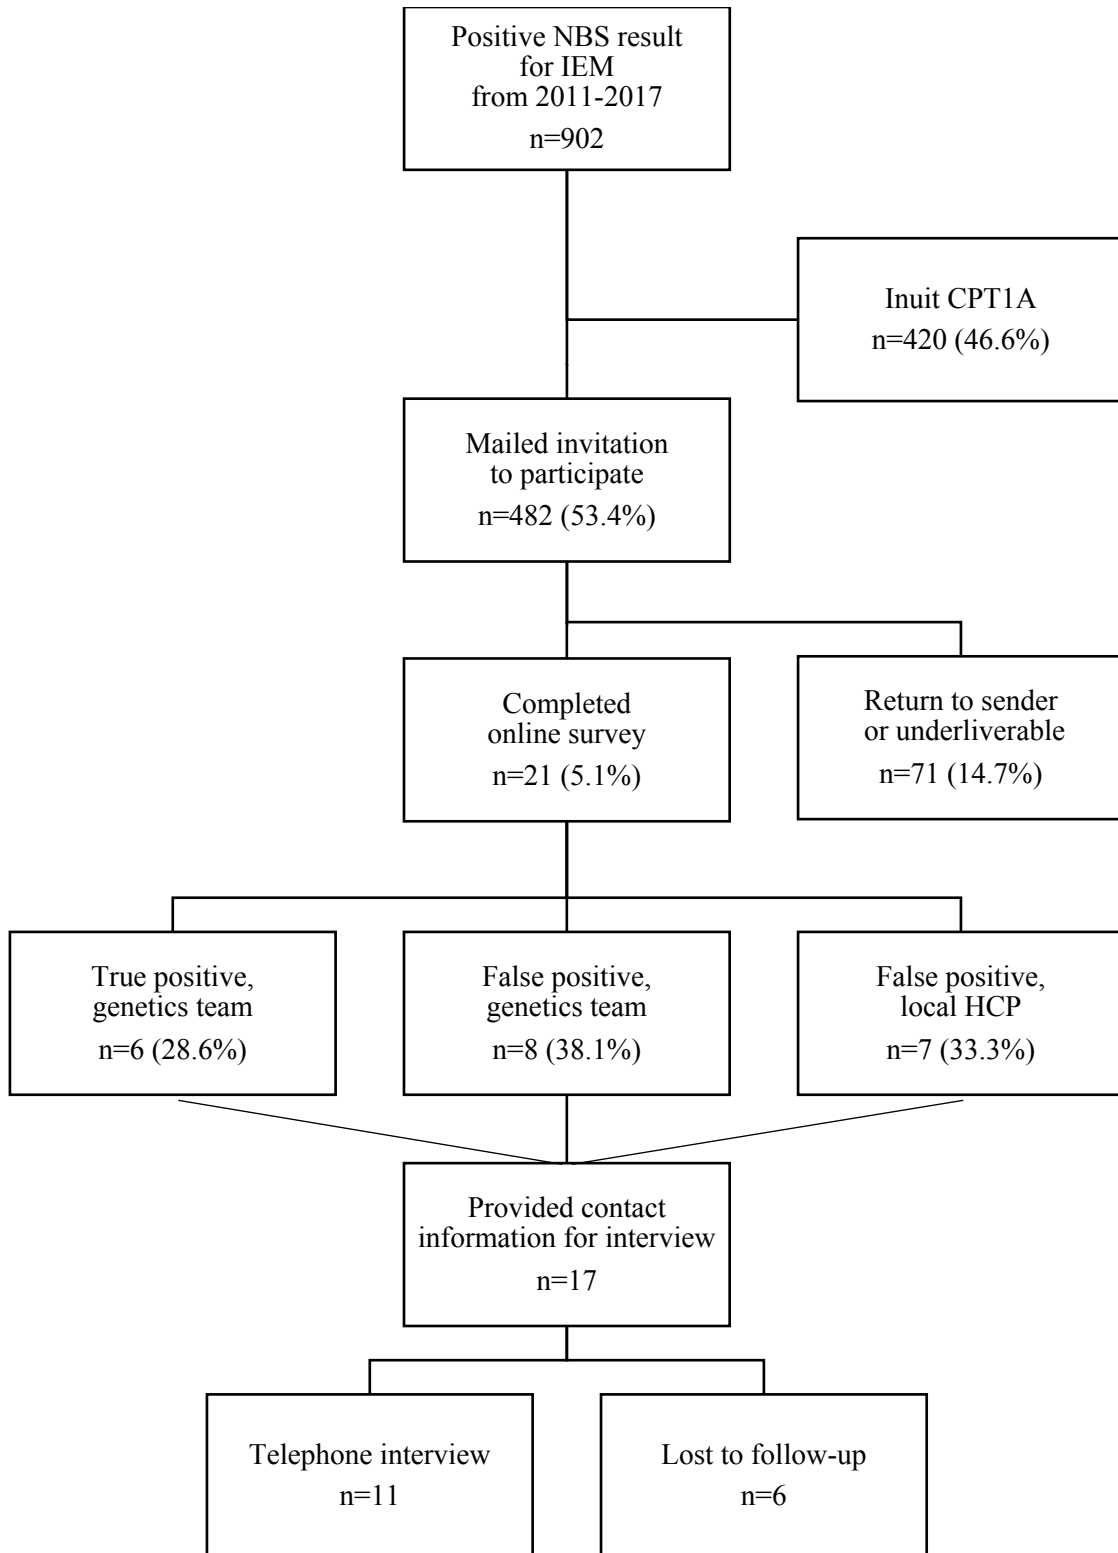 Positive NBS result
for IEM
from 2011-2017
n=902
Inuit CPT1A
n=420 (46.6%)
Mailed invitation
to participate
n=482 (53.4%)
Completed
online survey
n=21 (5.1%)
Return to sender
or underliverable
n=71 (14.7%)
True positive,
genetics team
n=6 (28.6%)
False positive,
genetics team
n=8 (38.1%)
False positive,
local HCP
n=7 (33.3%)
Provided contact
information for interview
n=17
Telephone interview
n=11
Lost to follow-up
n=6